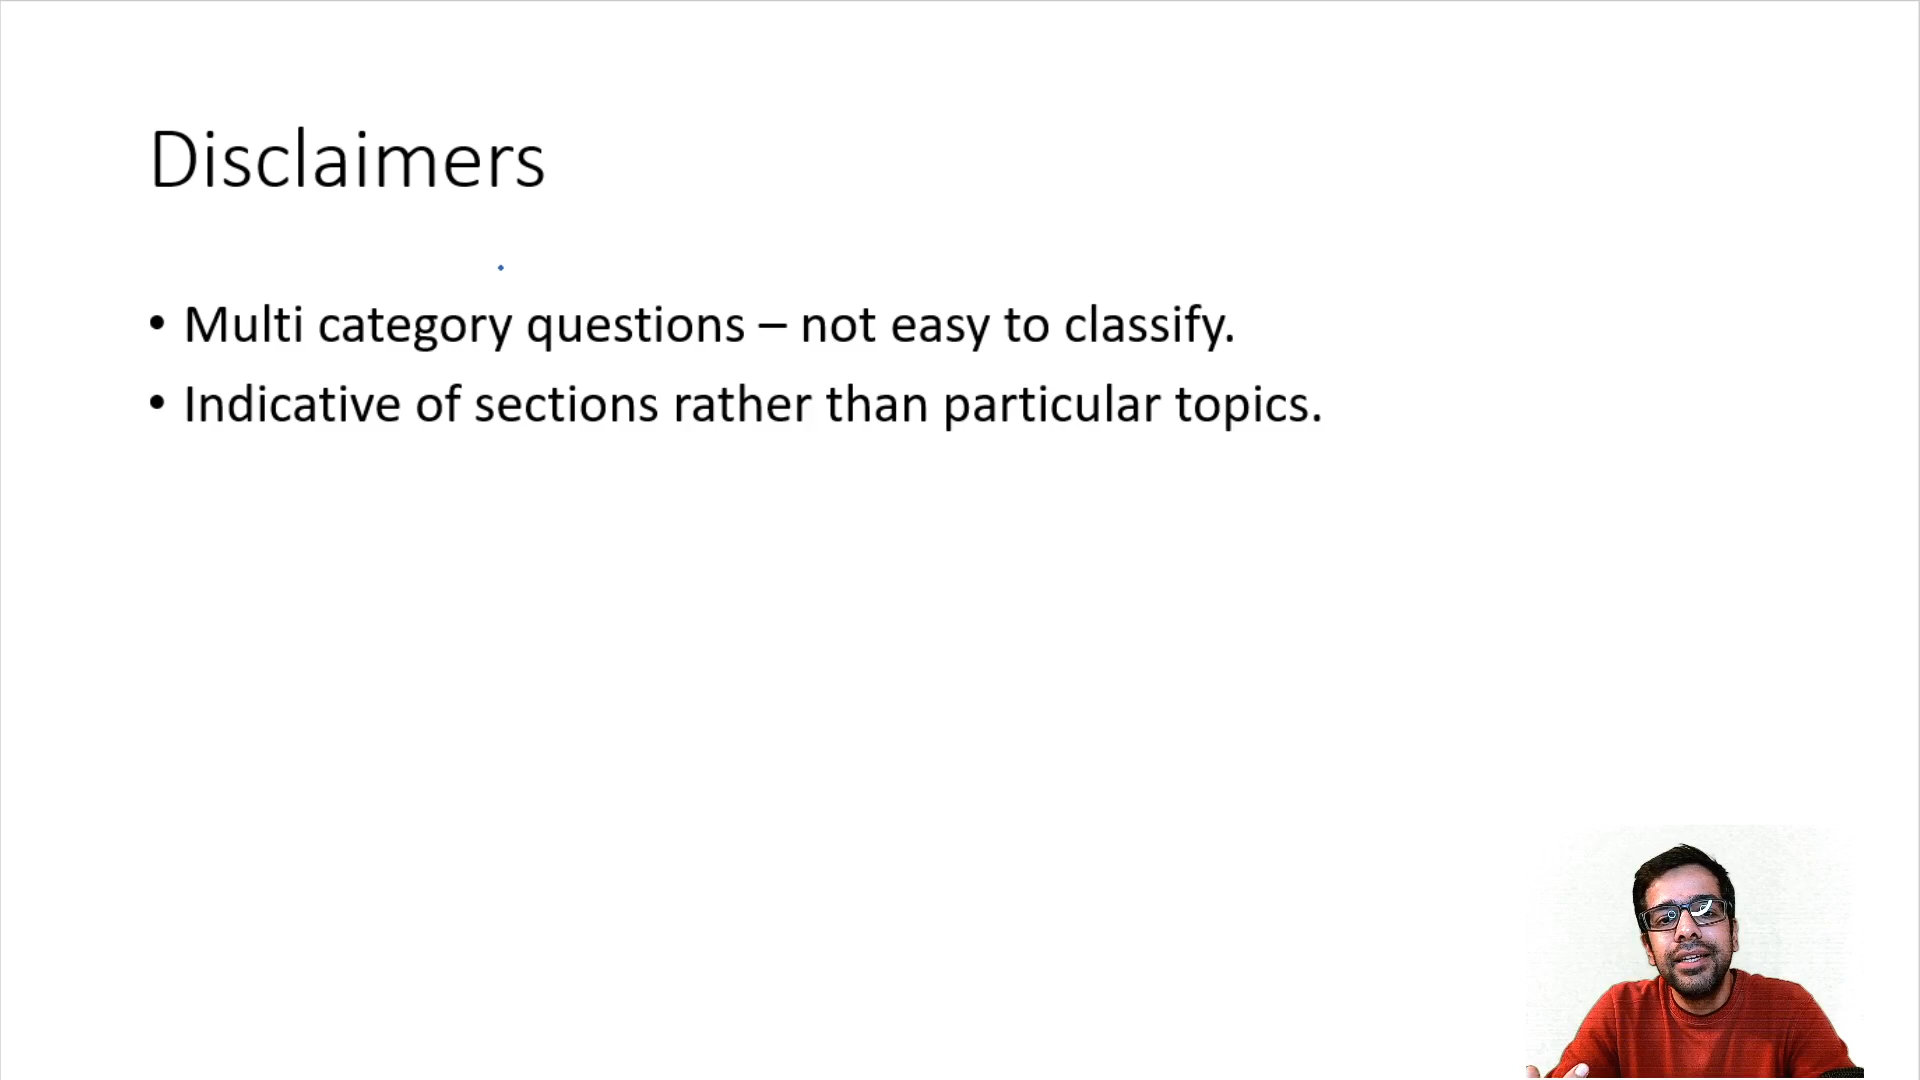 Disclaimers
• Multi category questions – not easy to classify.
• Indicative of sections rather than particular topics.